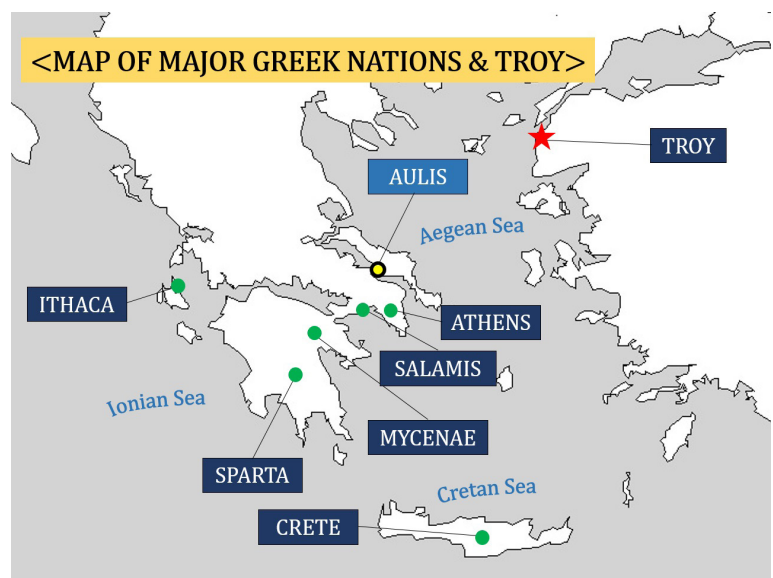 <MAP OF MAJOR GREEK NATIONS & TROY>
TROY
AULIS
Aegean Sea
ITHACA
ATHENS
SALAMIS
Ionian Sea
MYCENAE
SPARTA
Cretan Sea
CRETE